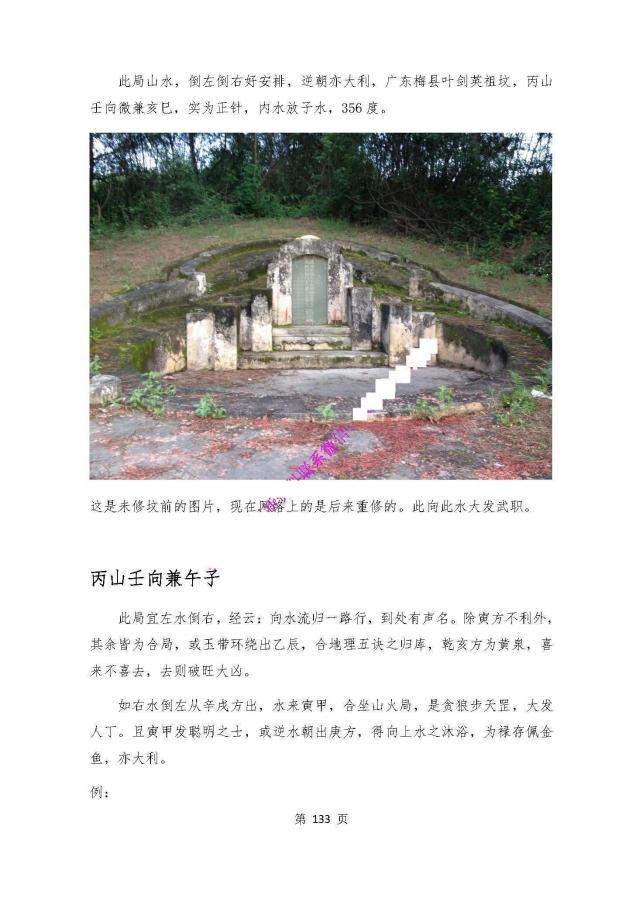 此局山水，倒左倒右好安排，逆朝亦大利，广东梅县叶剑英祖坟，丙山
壬向微兼亥巳，实为正针，内水放子水，356 度。
联系微信
这是未修坟前的图片，现在网络上的是后来重修的。此向此水大发武职。
丙山壬向兼午子
此局宜左水倒右，经云：向水流归一路行，到处有声名。除寅方不利外，
其余皆为合局，或玉带环绕出乙辰，合地理五诀之归库，乾亥方为黄泉，喜
来不喜去，去则破旺大凶。
如右水倒左从辛戌方出，水来寅甲，合坐山火局，是贪狼步天罡，大发
人丁。且寅甲发聪明之士，或逆水朝出庚方，得向上水之沐浴，为禄存佩金
鱼，亦大利。
例：
第 133 页